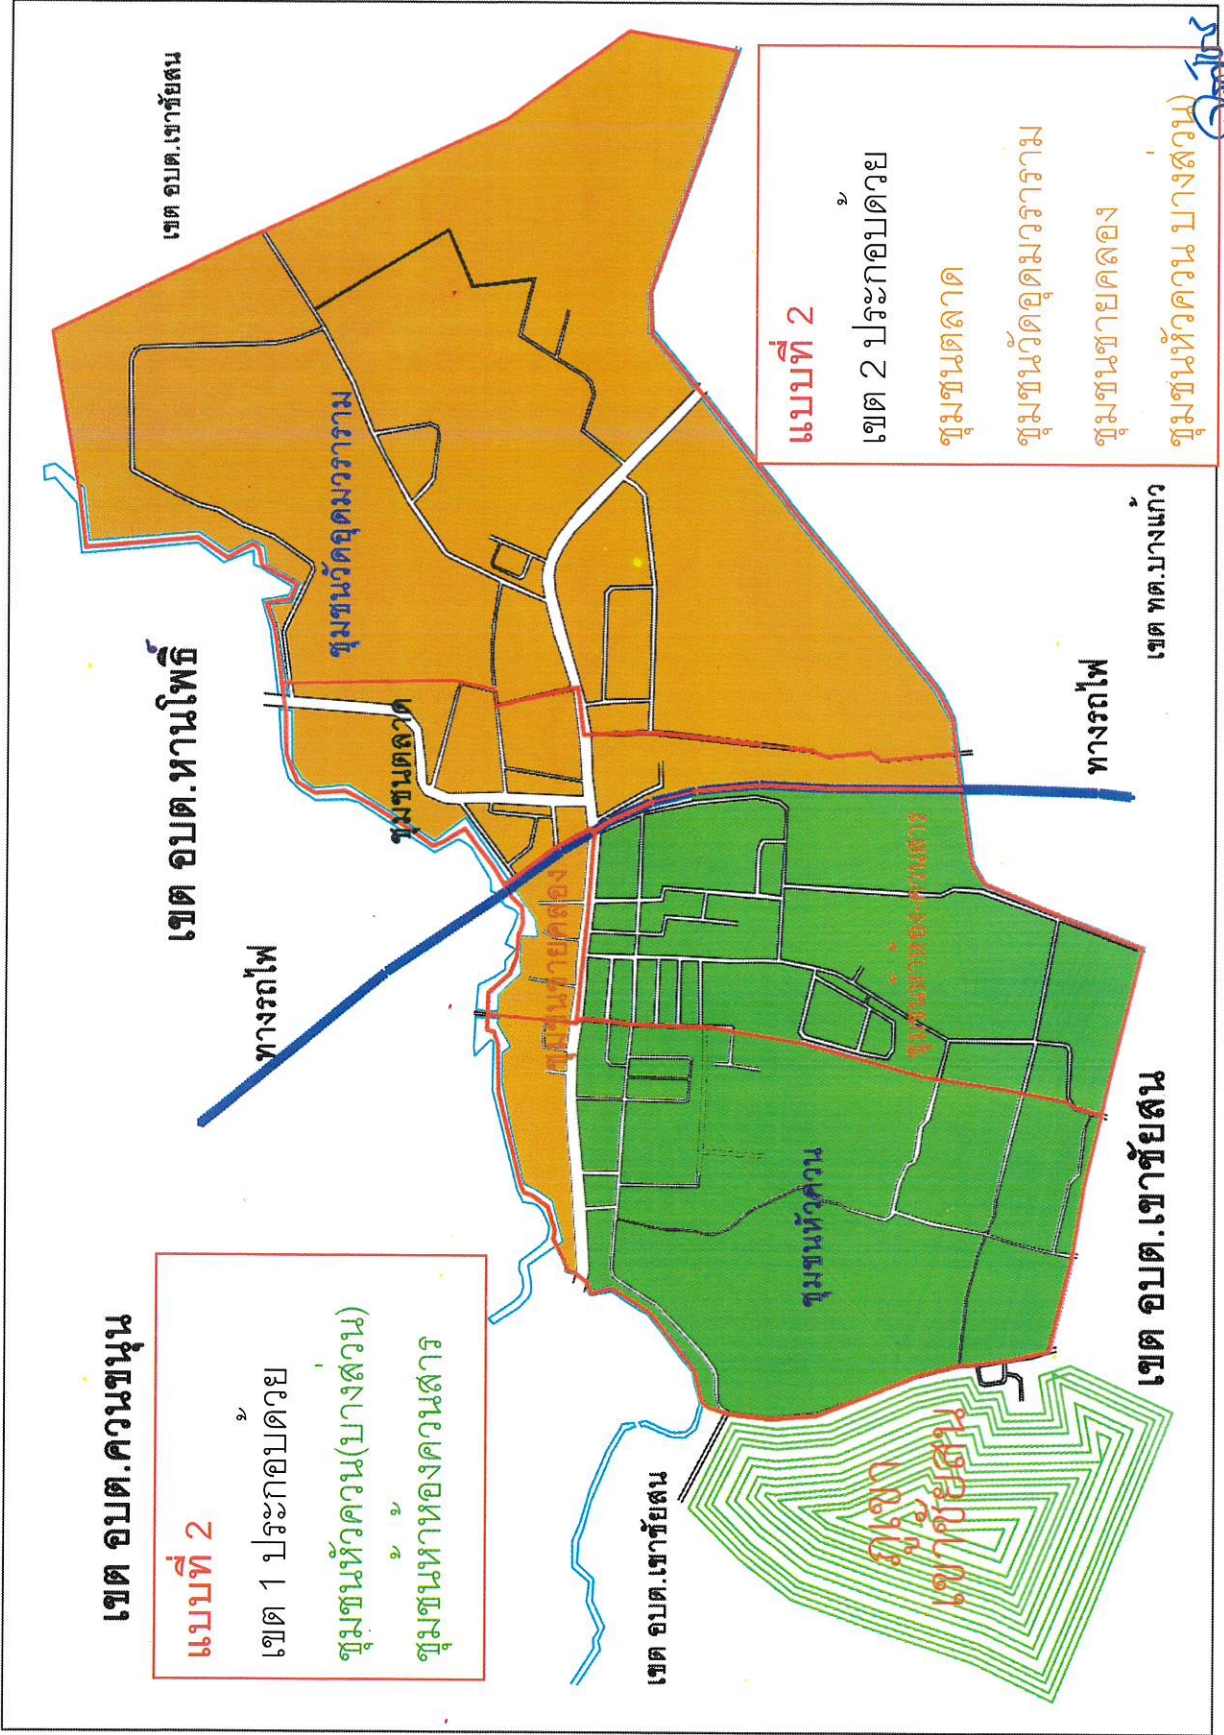 เขต อบต.ควนขนุน
เขต อบต.หานโพธิ์
เขต อบต.เขาชัยสน
ทางรถไฟ
ชุมชนวัดอุดมวราราม
ชุมชนตลาด
ชุมชนชายคลอง
ชุมชนหัวควน
ชุมชนห้าห้อง-ควนสาร
ทางรถไฟ
เขต ทต.บางแก้ว
เขต อบต.เขาชัยสน
เขต อบต.เขาชัยสน
ภูเขา
เขาชัยสน
แบบที่ 2
เขต 1 ประกอบด้วย
ชุมชนหัวควน(บางส่วน)
ชุมชนห้าห้องควนสาร
แบบที่ 2
เขต 2 ประกอบด้วย
ชุมชนตลาด
ชุมชนวัดอุดมวราราม
ชุมชนชายคลอง
ชุมชนหัวควน บางส่วน)